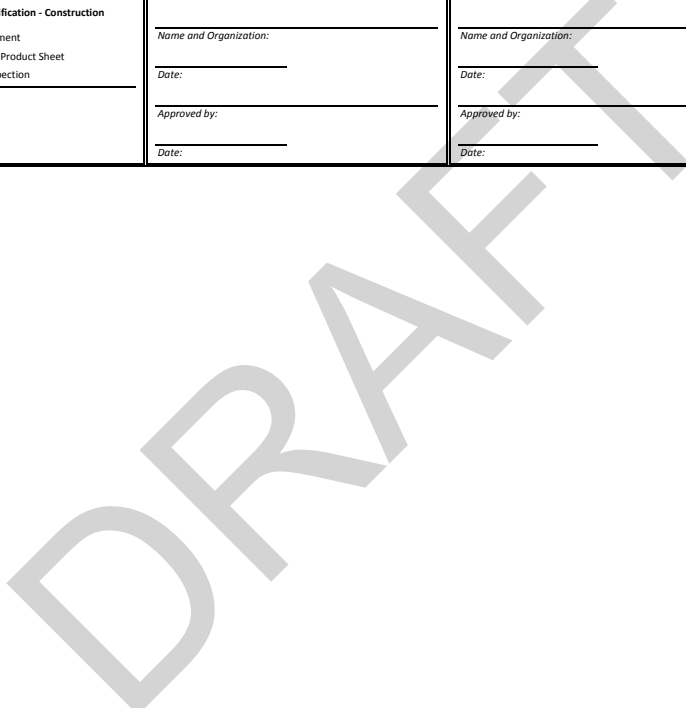 ification - Construction
ment
Product Sheet
pection
Name and Organization:
Date:
Approved by:
Date:
Name and Organization:
Date:
Approved by:
Date:
DRAFT